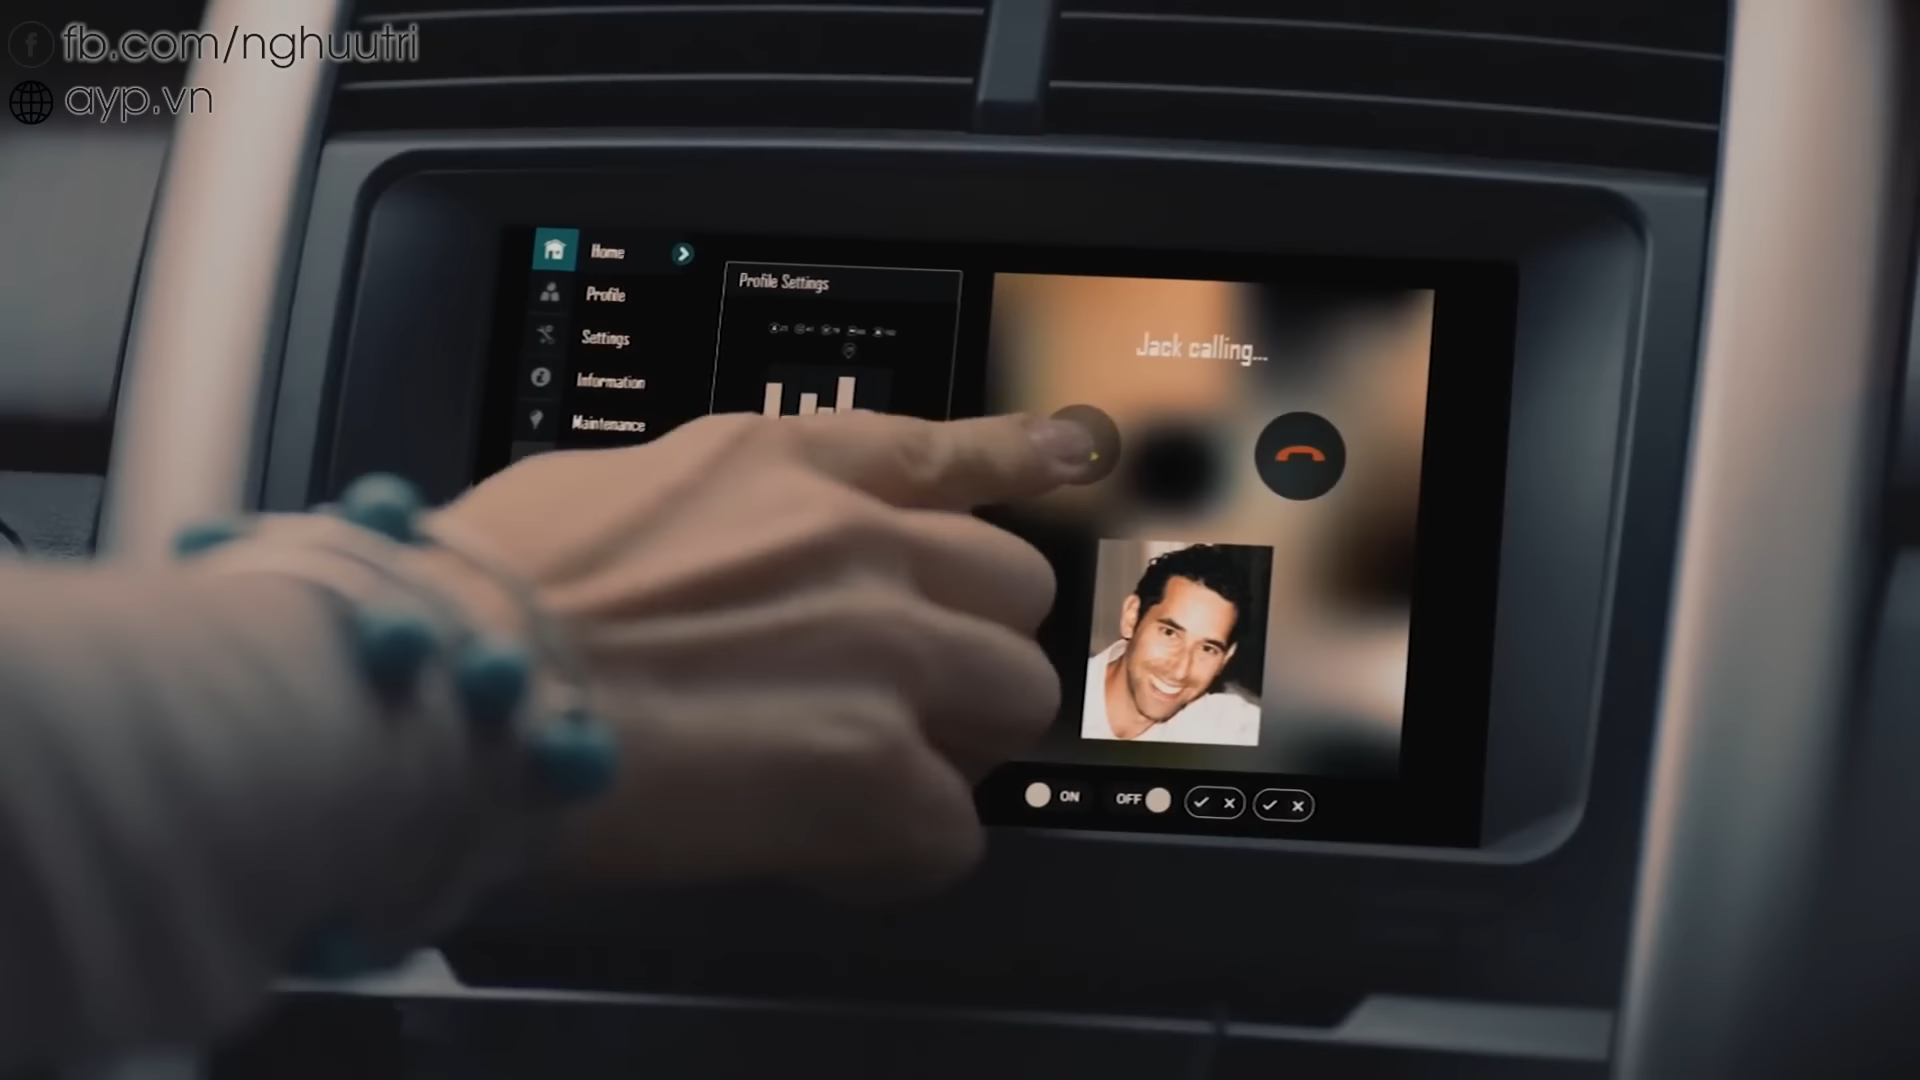 fb.com/nghuutri
ayp.vn
Home
Profile
Settings
Information
Maintenance
Profile Settings
Jack calling...
ON
OFF